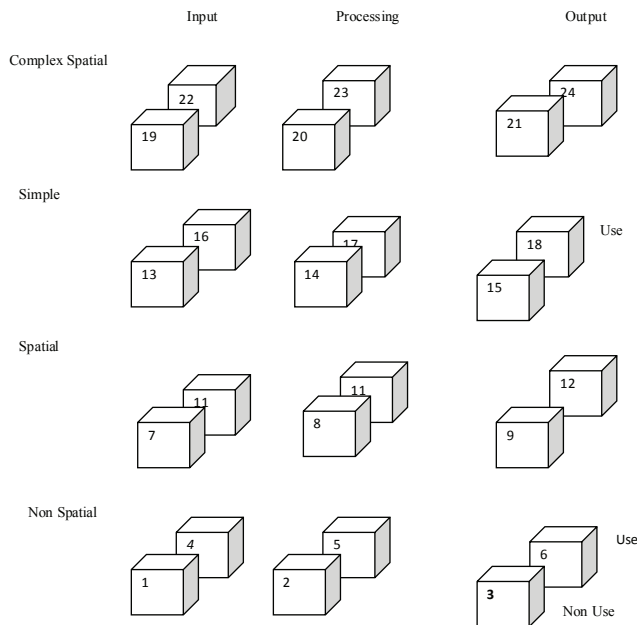 Input Processing Output
Complex Spatial
22 23 24
19 20 21
Simple
16 17 18 Use
13 14 15
Spatial
11 11 12
7 8 9
Non Spatial
4 5 6 Use
1 2 3 Non Use